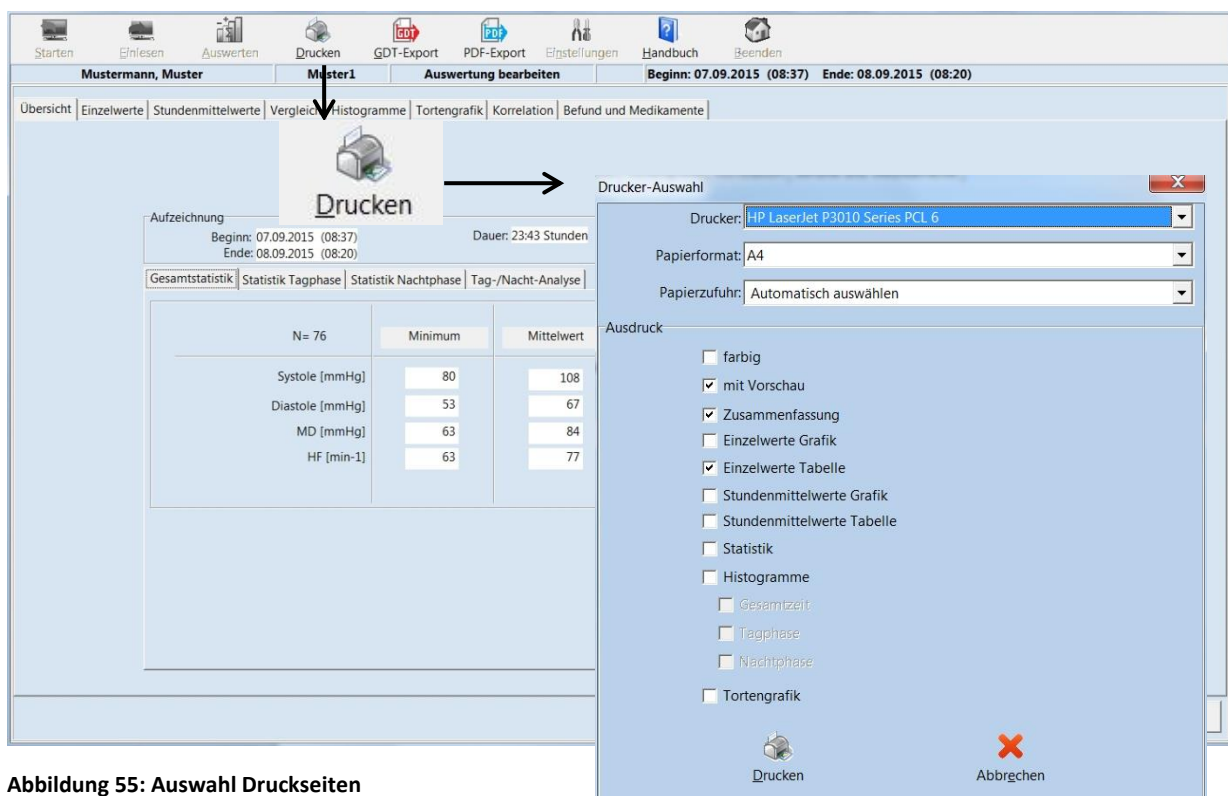 Starten Einlesen Auswerten Drucken GDT-Export PDF-Export Einstellungen Handbuch Beenden
Mustermann, Muster Muster1 Auswertung bearbeiten Beginn: 07.09.2015 (08:37) Ende: 08.09.2015 (08:20)
Übersicht Einzelwerte Stundenmittelwerte Vergleich Histogramme Tortengrafik Korrelation Befund und Medikamente
Drucken
Aufzeichnung
Beginn: 07.09.2015 (08:37) Dauer: 23:43 Stunden
Ende: 08.09.2015 (08:20)
Gesamtstatistik Statistik Tagphase Statistik Nachtphase Tag-/Nacht-Analyse
N= 76 Minimum Mittelwert
Systole [mmHg] 80 108
Diastole [mmHg] 53 67
MD [mmHg] 63 84
HF [min-1] 63 77
Drucker-Auswahl
Drucker: HP LaserJet P3010 Series PCL 6
Papierformat: A4
Papierzufuhr: Automatisch auswählen
Ausdruck
farbig
mit Vorschau
Zusammenfassung
Einzelwerte Grafik
Einzelwerte Tabelle
Stundenmittelwerte Grafik
Stundenmittelwerte Tabelle
Statistik
Histogramme
Gesamtzeit
Tagphase
Nachtphase
Tortengrafik
Drucken Abbrechen
Abbildung 55: Auswahl Druckseiten